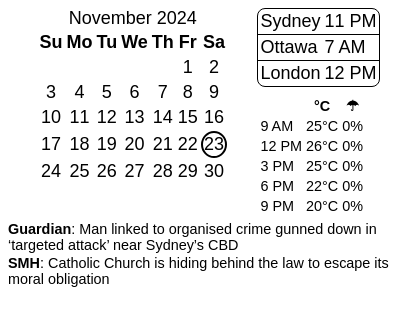 November 2024
Su Mo Tu We Th Fr Sa
1 2
3 4 5 6 7 8 9
10 11 12 13 14 15 16
17 18 19 20 21 22 23
24 25 26 27 28 29 30
Sydney 11 PM
Ottawa 7 AM
London 12 PM
°C ☂
9 AM 25°C 0%
12 PM 26°C 0%
3 PM 25°C 0%
6 PM 22°C 0%
9 PM 20°C 0%
Guardian: Man linked to organised crime gunned down in
‘targeted attack’ near Sydney’s CBD
SMH: Catholic Church is hiding behind the law to escape its
moral obligation